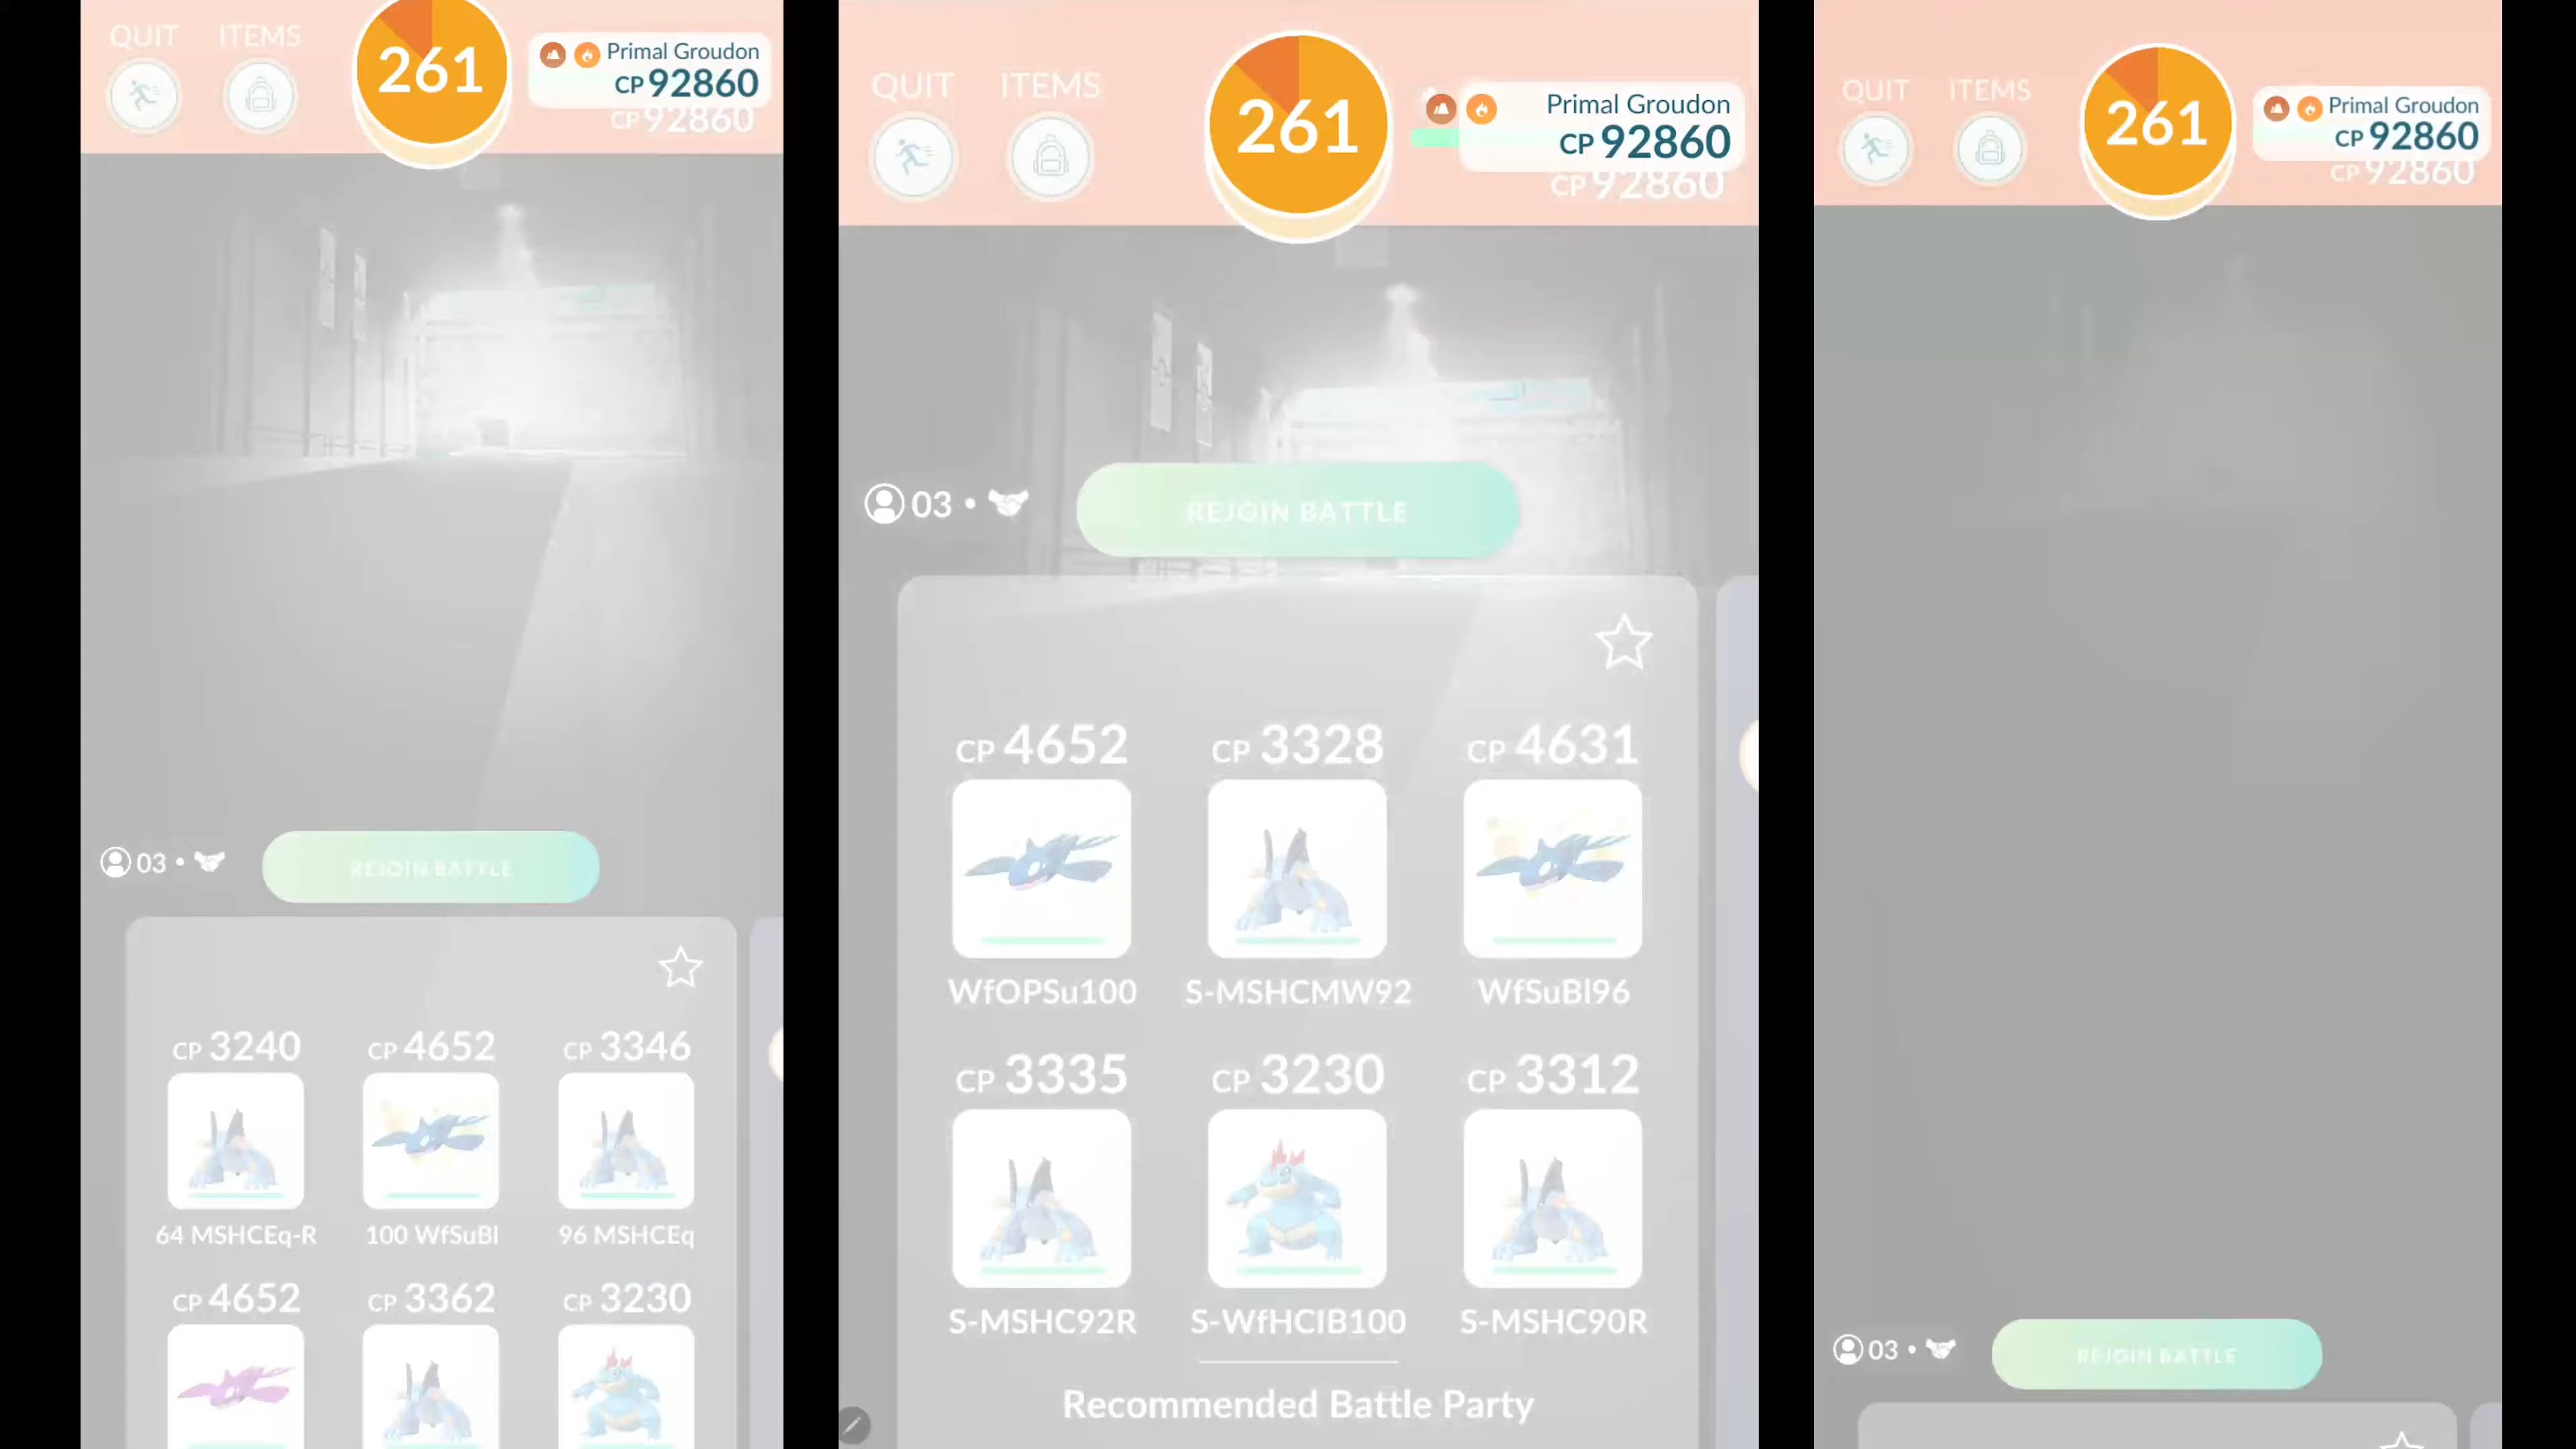 QUIT ITEMS
261
Primal Groudon
CP 92860
CP 92860
03 •
REJOIN BATTLE
CP 3240 CP 4652 CP 3346
64 MSHCEq-R 100 WfSuBl 96 MSHCEq
CP 4652 CP 3362 CP 3230
QUIT ITEMS
261
Primal Groudon
CP 92860
CP 92860
03 •
REJOIN BATTLE
CP 4652 CP 3328 CP 4631
WfOPSu100 S-MSHCMW92 WfSuBl96
CP 3335 CP 3230 CP 3312
S-MSHC92R S-WfHCIB100 S-MSHC90R
Recommended Battle Party
QUIT ITEMS
261
Primal Groudon
CP 92860
CP 92860
03 •
REJOIN BATTLE